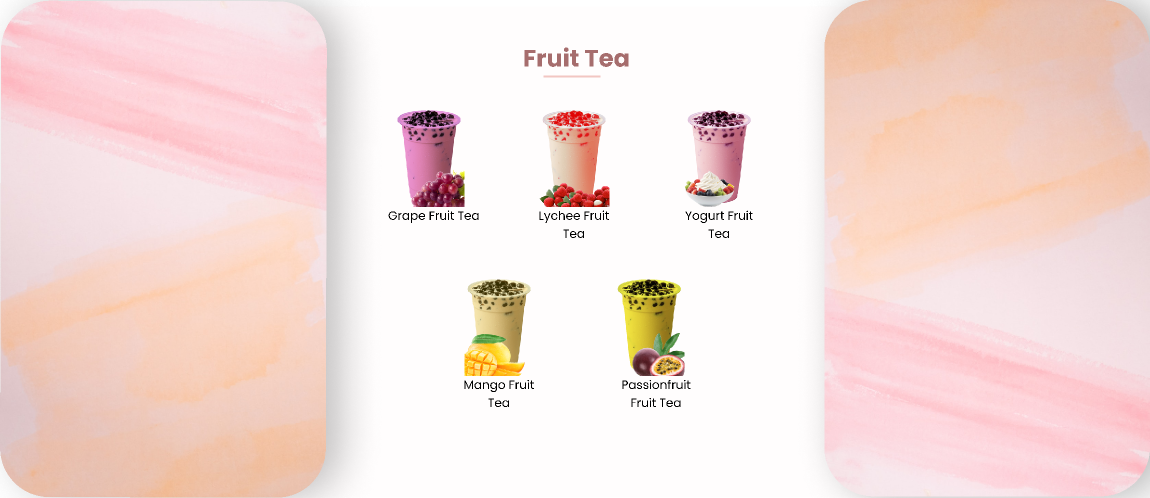 Fruit Tea
Grape Fruit Tea
Lychee Fruit
Tea
Yogurt Fruit
Tea
Mango Fruit
Tea
Passionfruit
Fruit Tea